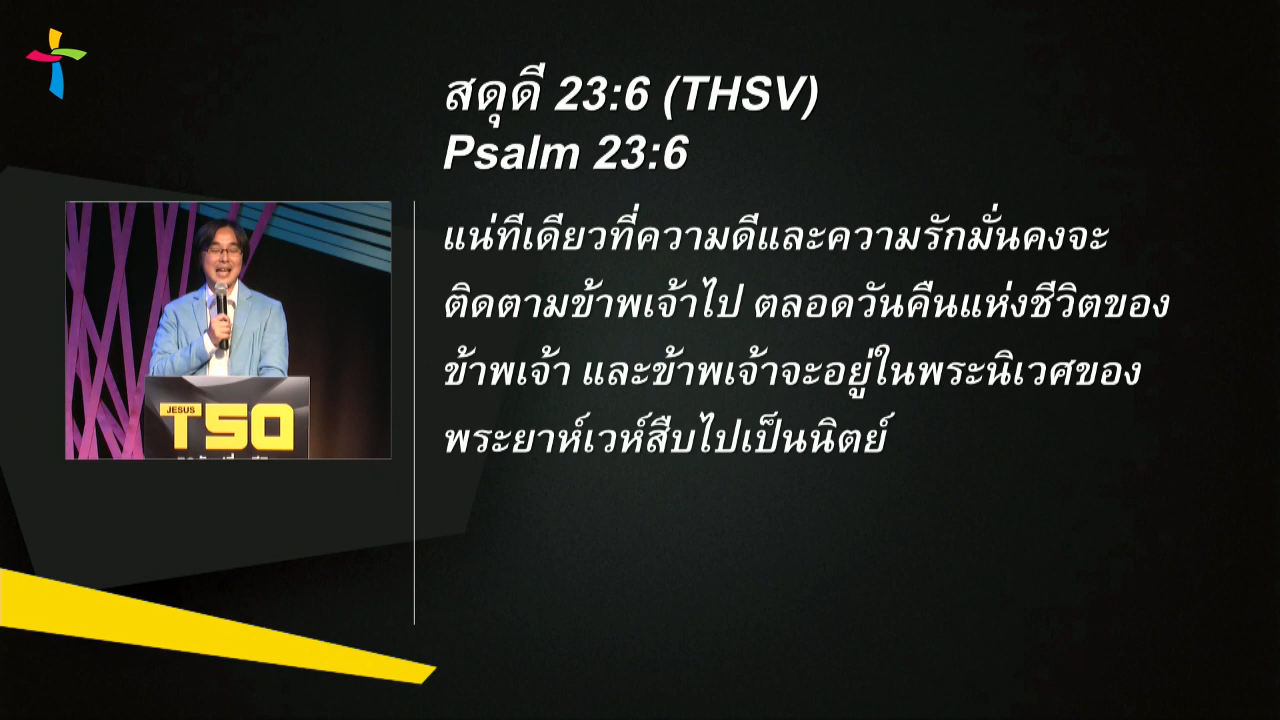 สดุดี 23:6 (THSV)
Psalm 23:6
แน่ทีเดียวที่ความดีและความรักมั่นคงจะ
ติดตามข้าพเจ้าไป ตลอดวันคืนแห่งชีวิตของ
ข้าพเจ้า และข้าพเจ้าจะอยู่ในพระนิเวศของ
พระยาห์เวห์สืบไปเป็นนิตย์
JESUS
T50